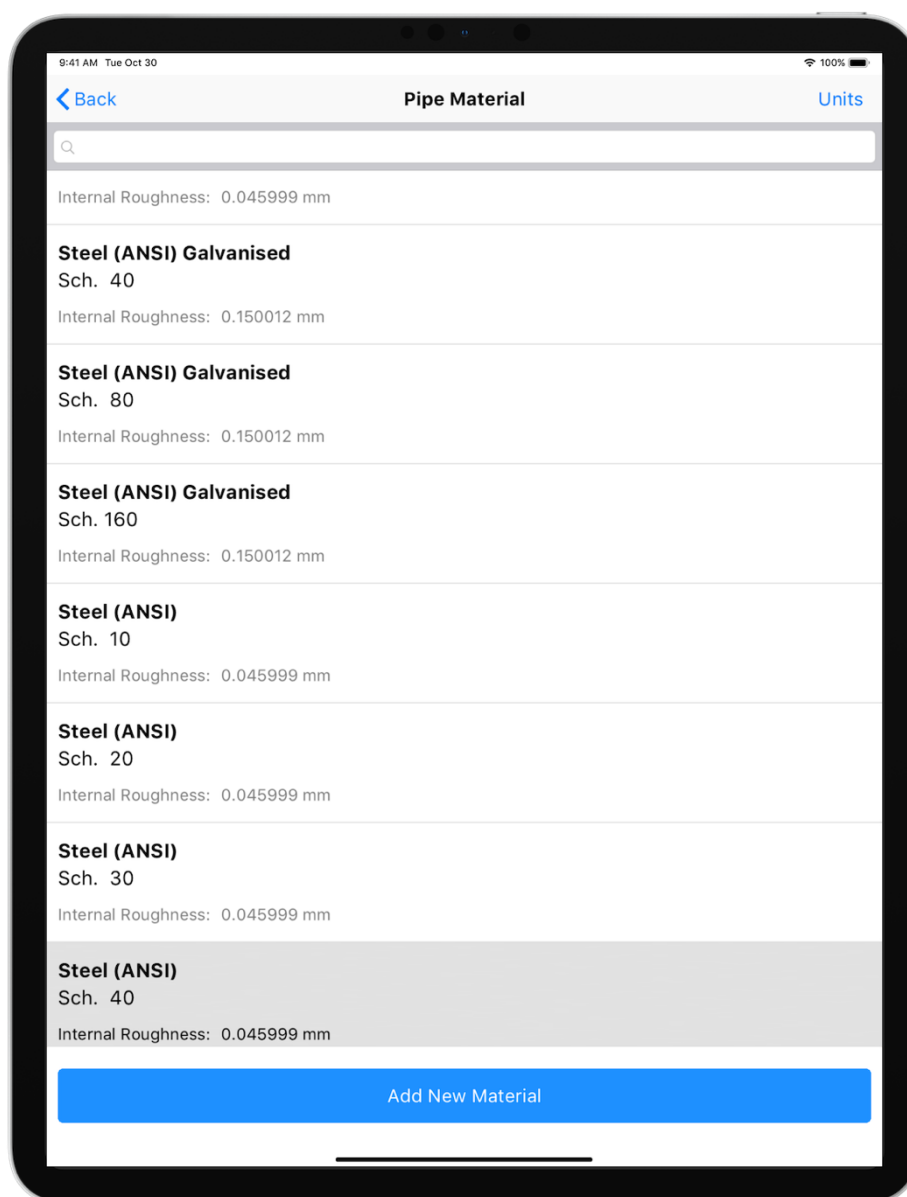 9:41 AM Tue Oct 30 100%
Back Pipe Material Units
Internal Roughness: 0.045999 mm
Steel (ANSI) Galvanised
Sch. 40
Internal Roughness: 0.150012 mm
Steel (ANSI) Galvanised
Sch. 80
Internal Roughness: 0.150012 mm
Steel (ANSI) Galvanised
Sch. 160
Internal Roughness: 0.150012 mm
Steel (ANSI)
Sch. 10
Internal Roughness: 0.045999 mm
Steel (ANSI)
Sch. 20
Internal Roughness: 0.045999 mm
Steel (ANSI)
Sch. 30
Internal Roughness: 0.045999 mm
Steel (ANSI)
Sch. 40
Internal Roughness: 0.045999 mm
Add New Material